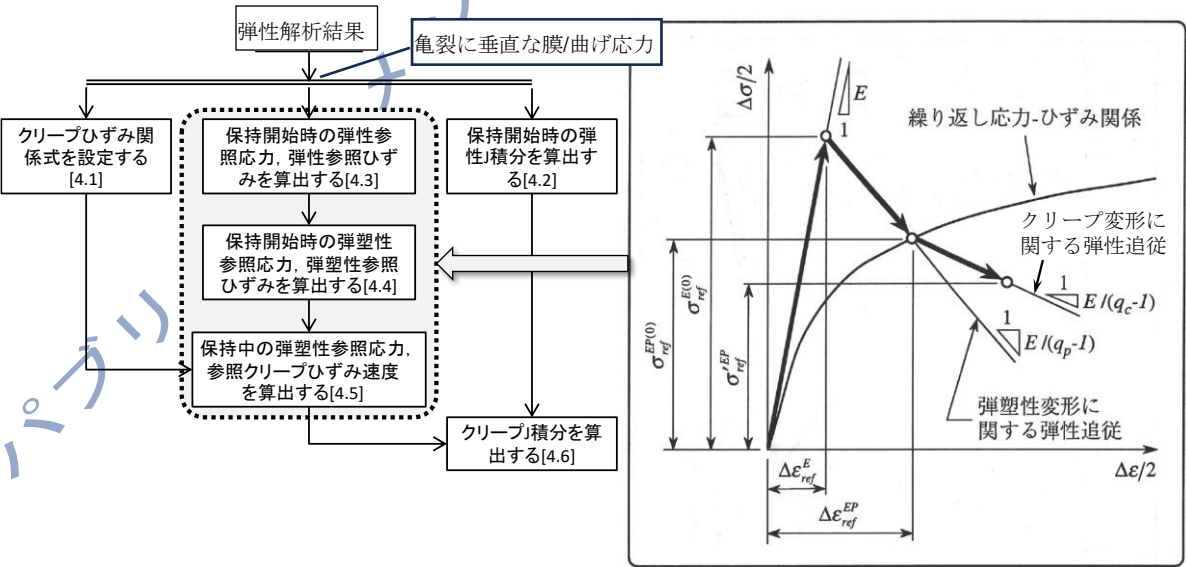 弾性解析結果
亀裂に垂直な膜/曲げ応力
クリープひずみ関
係式を設定する
[4.1]
保持開始時の弾性参
照応力，弾性参照ひず
みを算出する[4.3]
保持開始時の弾
性J積分を算出す
る[4.2]
保持開始時の弾塑性
参照応力，弾塑性参照
ひずみを算出する[4.4]
保持中の弾塑性参照応力，
参照クリープひずみ速度
を算出する[4.5]
クリープJ積分を算
出する[4.6]
パブリ
Δσ/2
E
1
繰り返し応力-ひずみ関係
クリープ変形に
関する弾性追従
1
E /(q_c-1)
1
E /(q_p-1)
σ_ref^EP(0)
σ_ref^E(0)
σ'_ref^EP
弾塑性変形に
関する弾性追従
Δε_ref^E
Δε/2
Δε_ref^EP